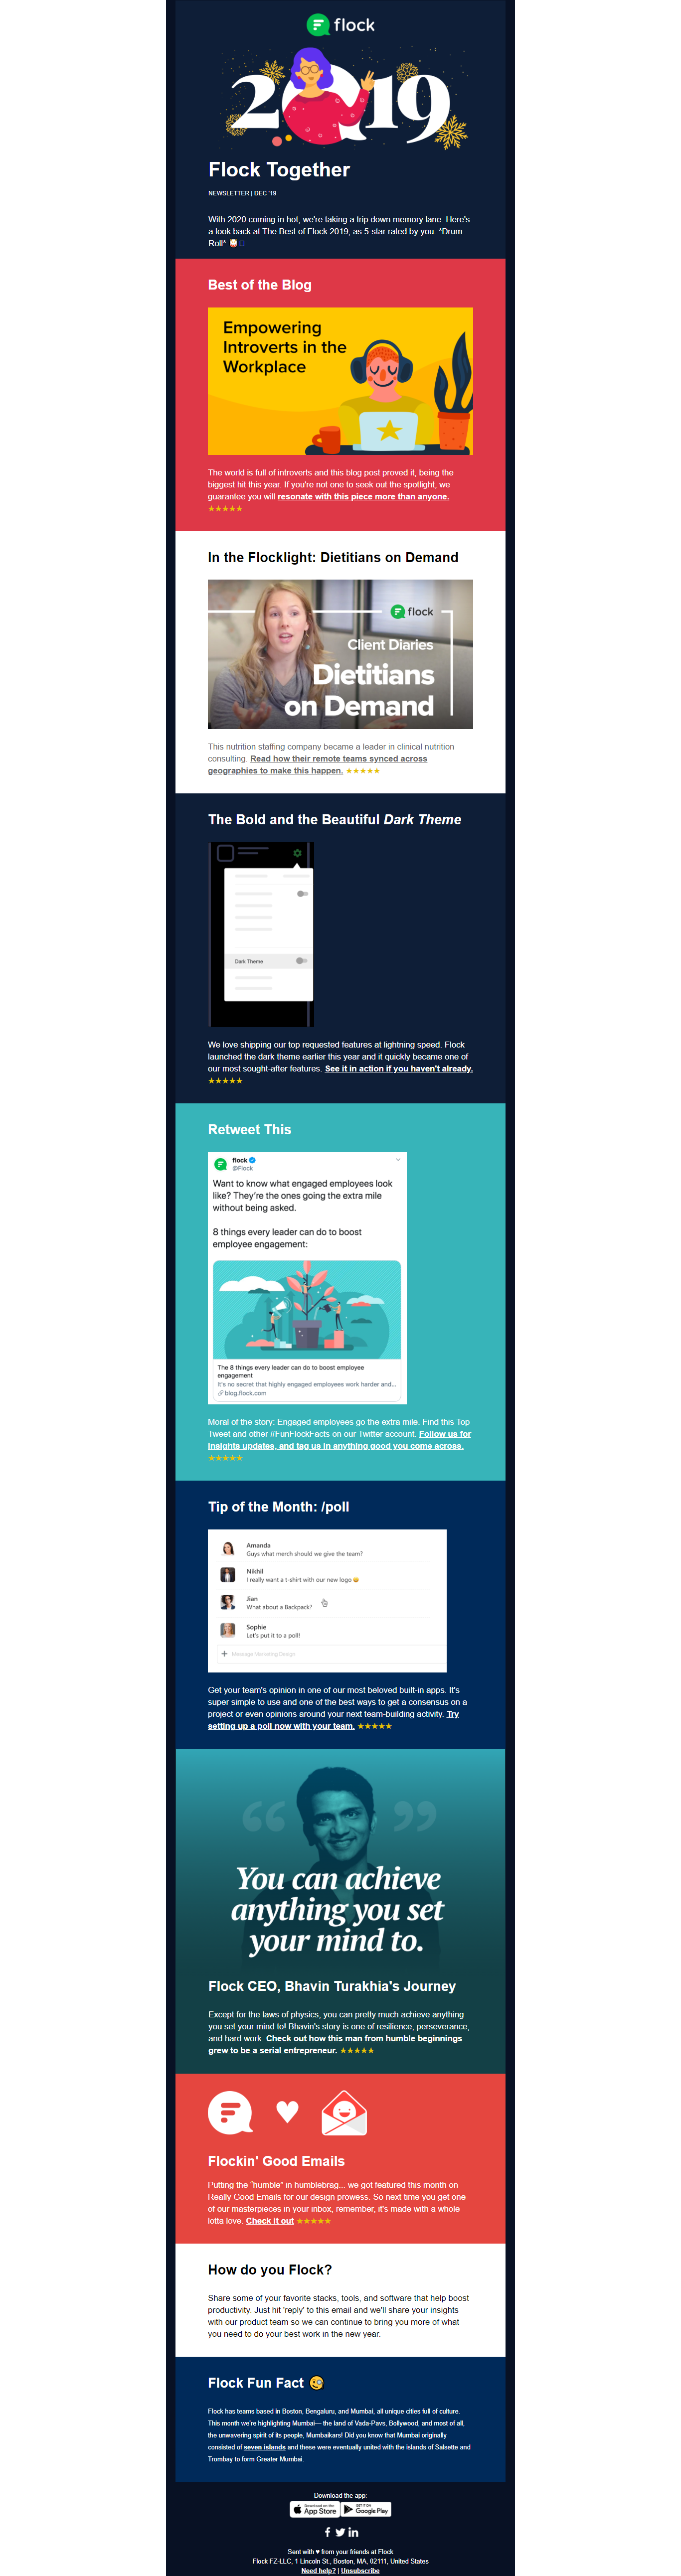 flock
2019
Flock Together
NEWSLETTER | DEC '19
With 2020 coming in hot, we're taking a trip down memory lane. Here's
a look back at The Best of Flock 2019, as 5-star rated by you. *Drum
Roll* 🥁
Best of the Blog
Empowering
Introverts in the
Workplace
The world is full of introverts and this blog post proved it, being the
biggest hit this year. If you're not one to seek out the spotlight, we
guarantee you will resonate with this piece more than anyone.
★★★★★
In the Flocklight: Dietitians on Demand
flock
Client Diaries
Dietitians
on Demand
This nutrition staffing company became a leader in clinical nutrition
consulting. Read how their remote teams synced across
geographies to make this happen. ★★★★★
The Bold and the Beautiful Dark Theme
Dark Theme
We love shipping our top requested features at lightning speed. Flock
launched the dark theme earlier this year and it quickly became one of
our most sought-after features. See it in action if you haven't already.
★★★★★
Retweet This
flock
@Flock
Want to know what engaged employees look
like? They're the ones going the extra mile
without being asked.
8 things every leader can do to boost
employee engagement:
The 8 things every leader can do to boost employee
engagement
It's no secret that highly engaged employees work harder and...
blog.flock.com
Moral of the story: Engaged employees go the extra mile. Find this Top
Tweet and other #FunFlockFacts on our Twitter account. Follow us for
insights updates, and tag us in anything good you come across.
★★★★★
Tip of the Month: /poll
Amanda
Guys what merch should we give the team?
Nikhil
I really want a t-shirt with our new logo 😄
Jian
What about a Backpack?
Sophie
Let's put it to a poll!
+ Message Marketing Design
Get your team's opinion in one of our most beloved built-in apps. It's
super simple to use and one of the best ways to get a consensus on a
project or even opinions around your next team-building activity. Try
setting up a poll now with your team. ★★★★★
“ ”
You can achieve
anything you set
your mind to.
Flock CEO, Bhavin Turakhia's Journey
Except for the laws of physics, you can pretty much achieve anything
you set your mind to! Bhavin's story is one of resilience, perseverance,
and hard work. Check out how this man from humble beginnings
grew to be a serial entrepreneur. ★★★★★
Flockin' Good Emails
Putting the "humble" in humblebrag... we got featured this month on
Really Good Emails for our design prowess. So next time you get one
of our masterpieces in your inbox, remember, it's made with a whole
lotta love. Check it out ★★★★★
How do you Flock?
Share some of your favorite stacks, tools, and software that help boost
productivity. Just hit 'reply' to this email and we'll share your insights
with our product team so we can continue to bring you more of what
you need to do your best work in the new year.
Flock Fun Fact 🧐
Flock has teams based in Boston, Bengaluru, and Mumbai, all unique cities full of culture.
This month we're highlighting Mumbai— the land of Vada-Pavs, Bollywood, and most of all,
the unwavering spirit of its people, Mumbaikars! Did you know that Mumbai originally
consisted of seven islands and these were eventually united with the islands of Salsette and
Trombay to form Greater Mumbai.
Download the app:
Download on the
App Store
GET IT ON
Google Play
Sent with ♥ from your friends at Flock
Flock FZ-LLC, 1 Lincoln St., Boston, MA, 02111, United States
Need help? | Unsubscribe